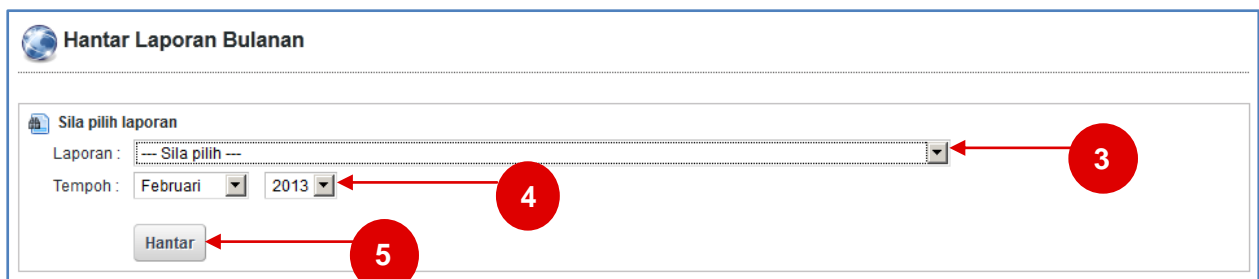 Hantar Laporan Bulanan
Sila pilih laporan
Laporan : --- Sila pilih --- 3
Tempoh : Februari 2013 4
Hantar 5